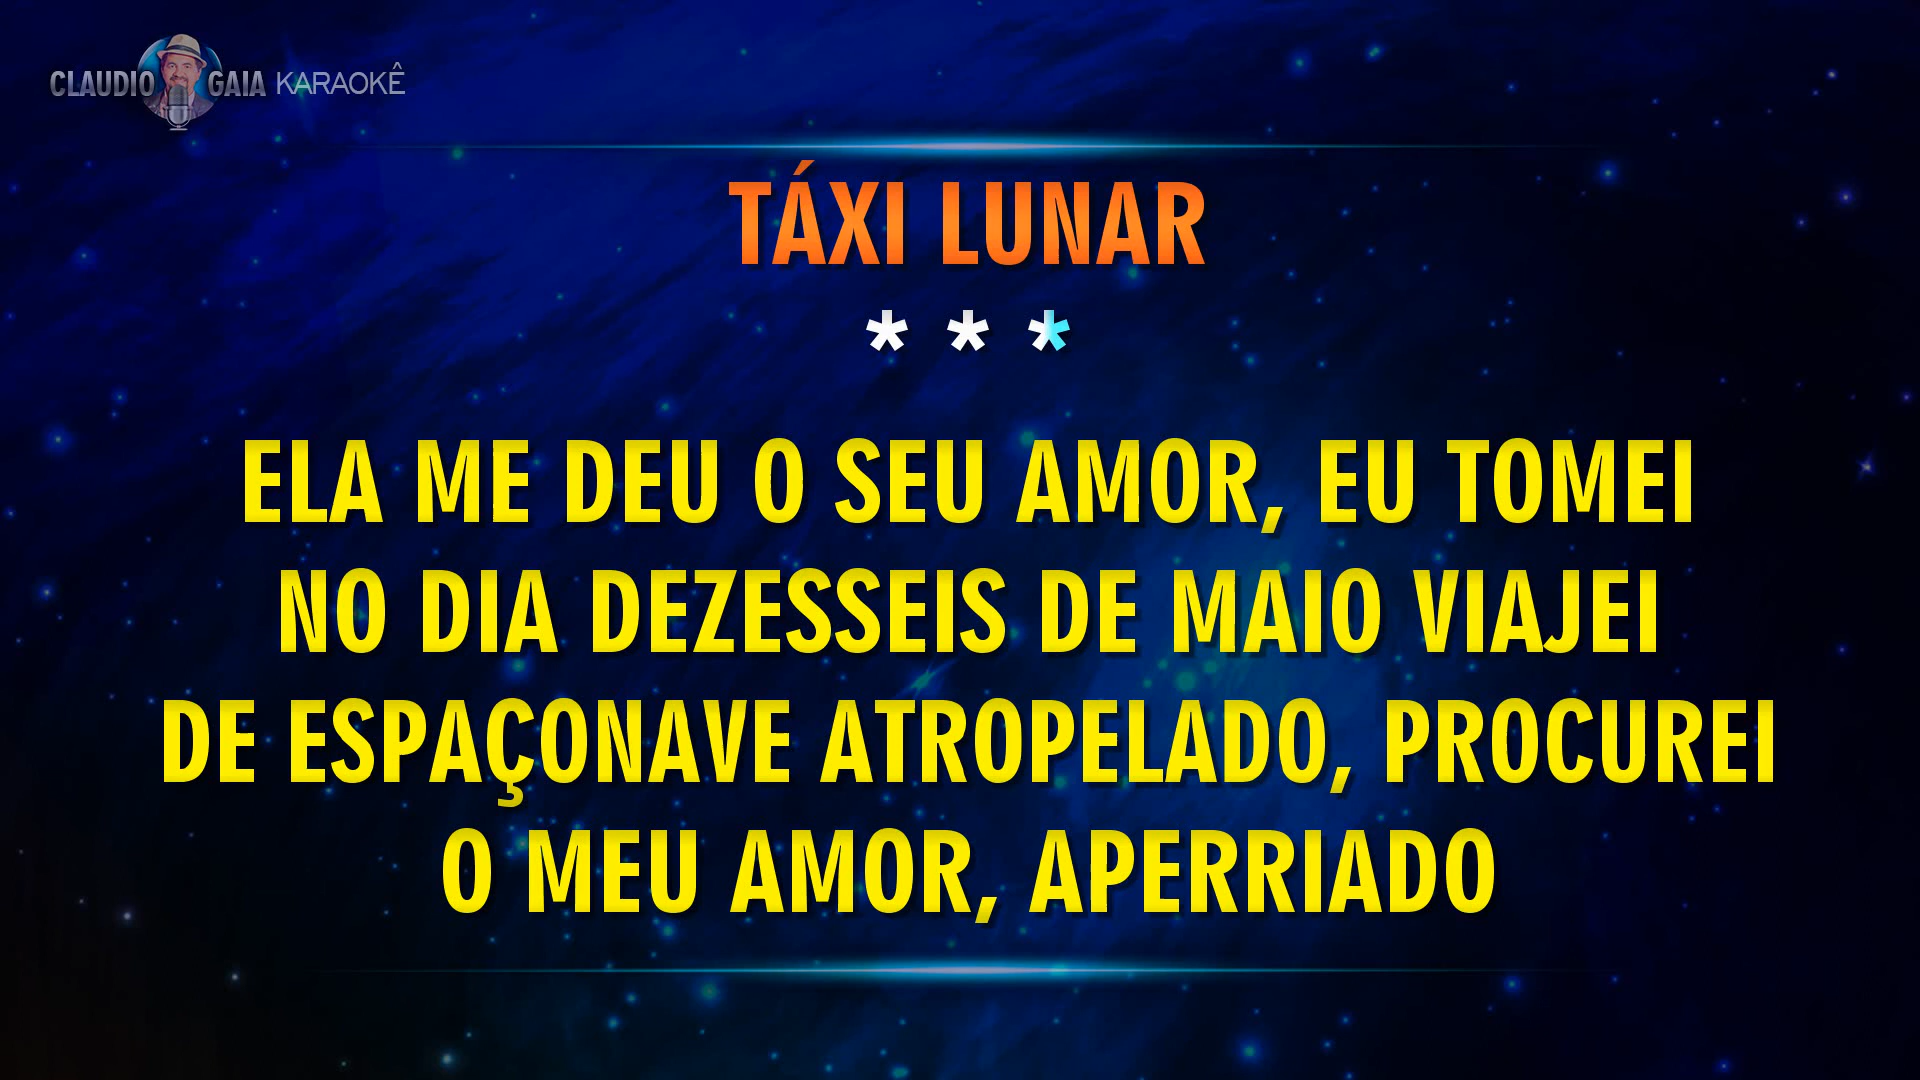 CLAUDIO GAIA KARAOKÊ
TÁXI LUNAR
* * *
ELA ME DEU O SEU AMOR, EU TOMEI
NO DIA DEZESSEIS DE MAIO VIAJEI
DE ESPAÇONAVE ATROPELADO, PROCUREI
O MEU AMOR, APERRIADO